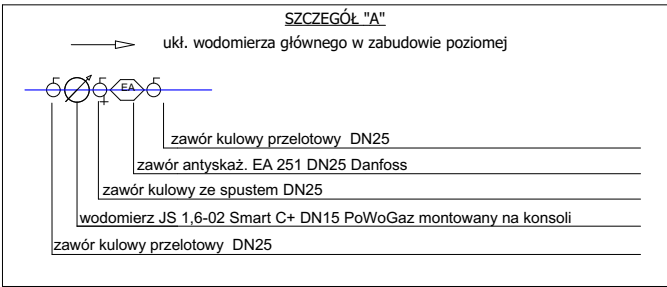 SZCZEGÓŁ "A"
ukł. wodomierza głównego w zabudowie poziomej
EA
zawór kulowy przelotowy DN25
zawór antyskaż. EA 251 DN25 Danfoss
zawór kulowy ze spustem DN25
wodomierz JS 1,6-02 Smart C+ DN15 PoWoGaz montowany na konsoli
zawór kulowy przelotowy DN25